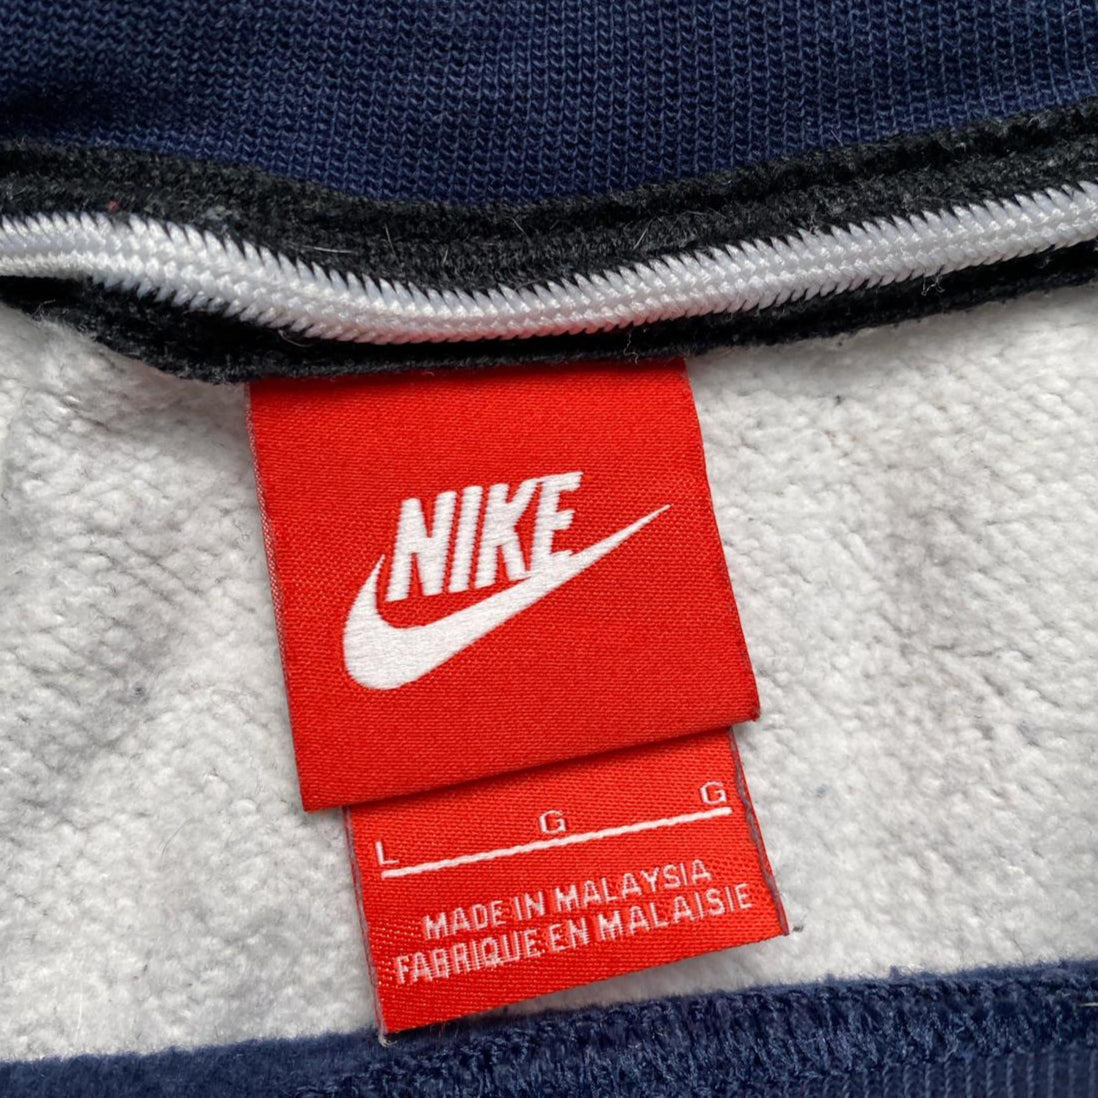 NIKE
L G G
MADE IN MALAYSIA
FABRIQUE EN MALAISIE